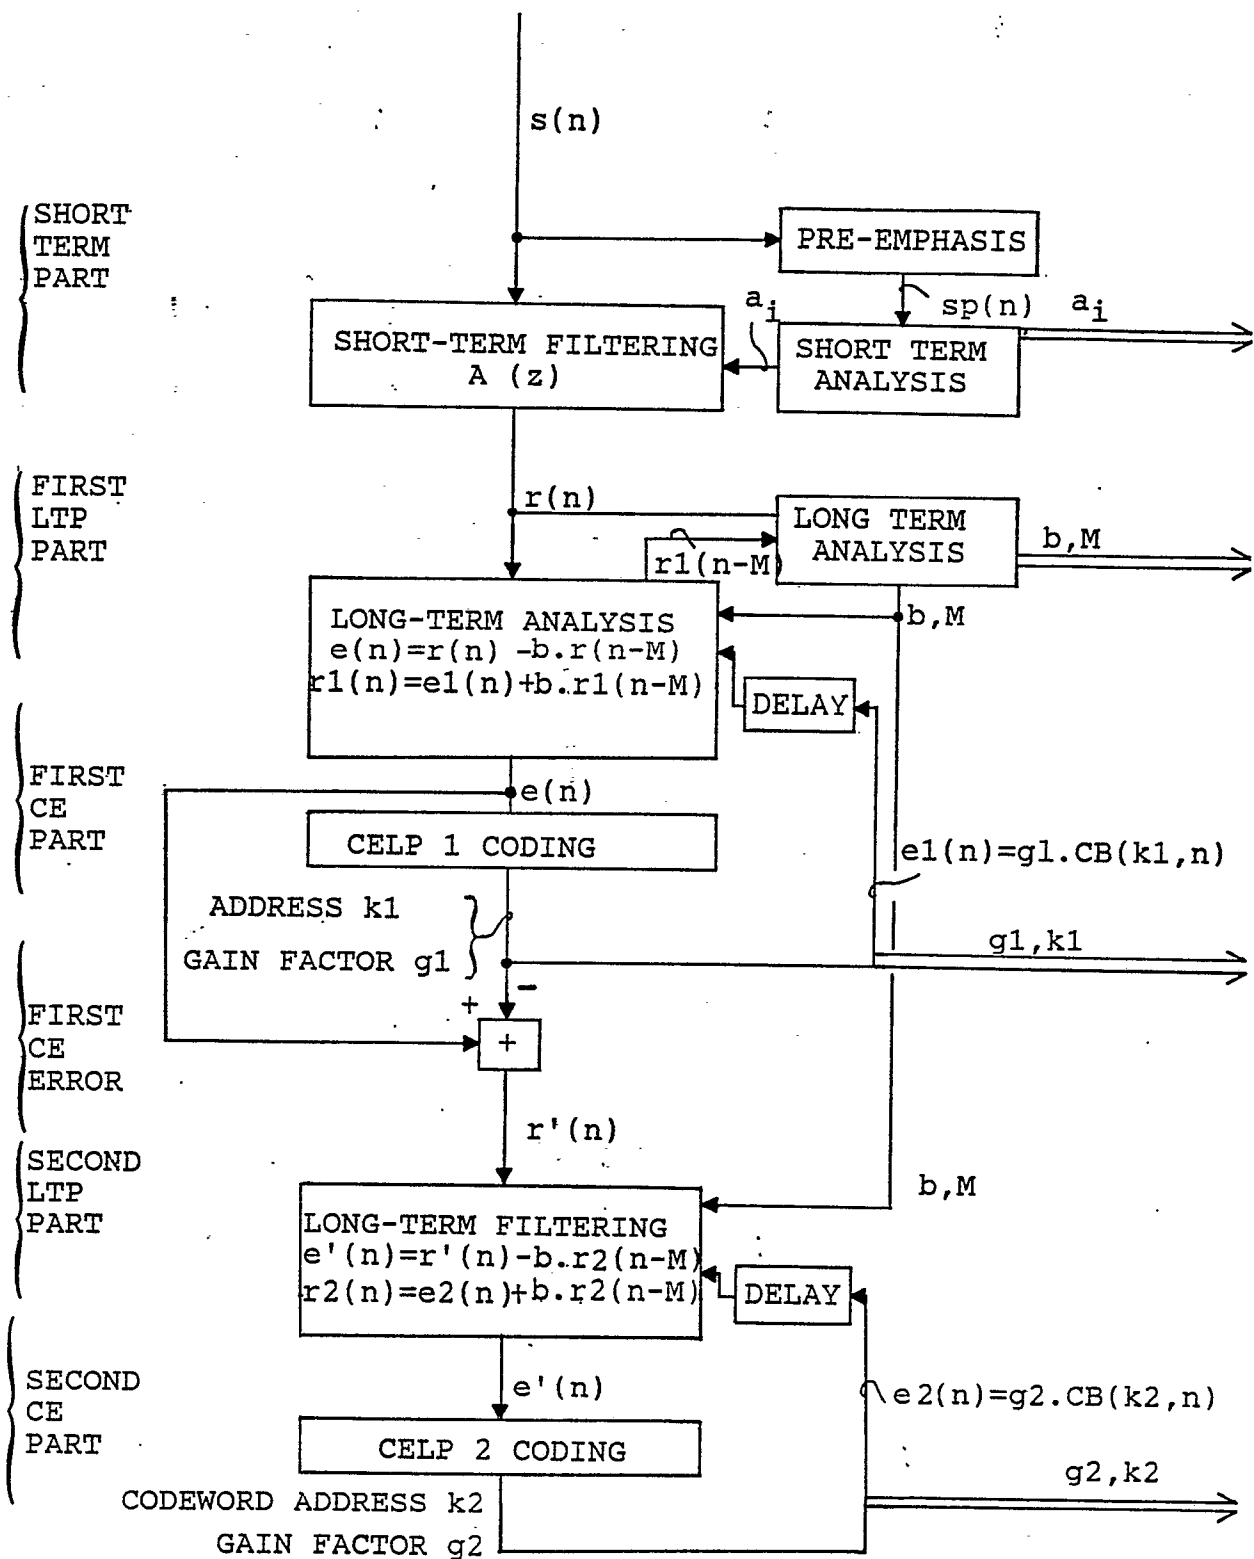 s(n)
SHORT
TERM
PART
PRE-EMPHASIS
sp(n)
ai
ai
SHORT-TERM FILTERING
A (z)
SHORT TERM
ANALYSIS
FIRST
LTP
PART
r(n)
LONG TERM
ANALYSIS
b,M
r1(n-M)
LONG-TERM ANALYSIS
e(n)=r(n) -b.r(n-M)
r1(n)=e1(n)+b.r1(n-M)
b,M
DELAY
FIRST
CE
PART
e(n)
CELP 1 CODING
e1(n)=g1.CB(k1,n)
ADDRESS k1
GAIN FACTOR g1
g1,k1
FIRST
CE
ERROR
+
-
+
r'(n)
SECOND
LTP
PART
b,M
LONG-TERM FILTERING
e'(n)=r'(n)-b.r2(n-M)
r2(n)=e2(n)+b.r2(n-M)
DELAY
SECOND
CE
PART
e'(n)
e2(n)=g2.CB(k2,n)
CELP 2 CODING
g2,k2
CODEWORD ADDRESS k2
GAIN FACTOR g2